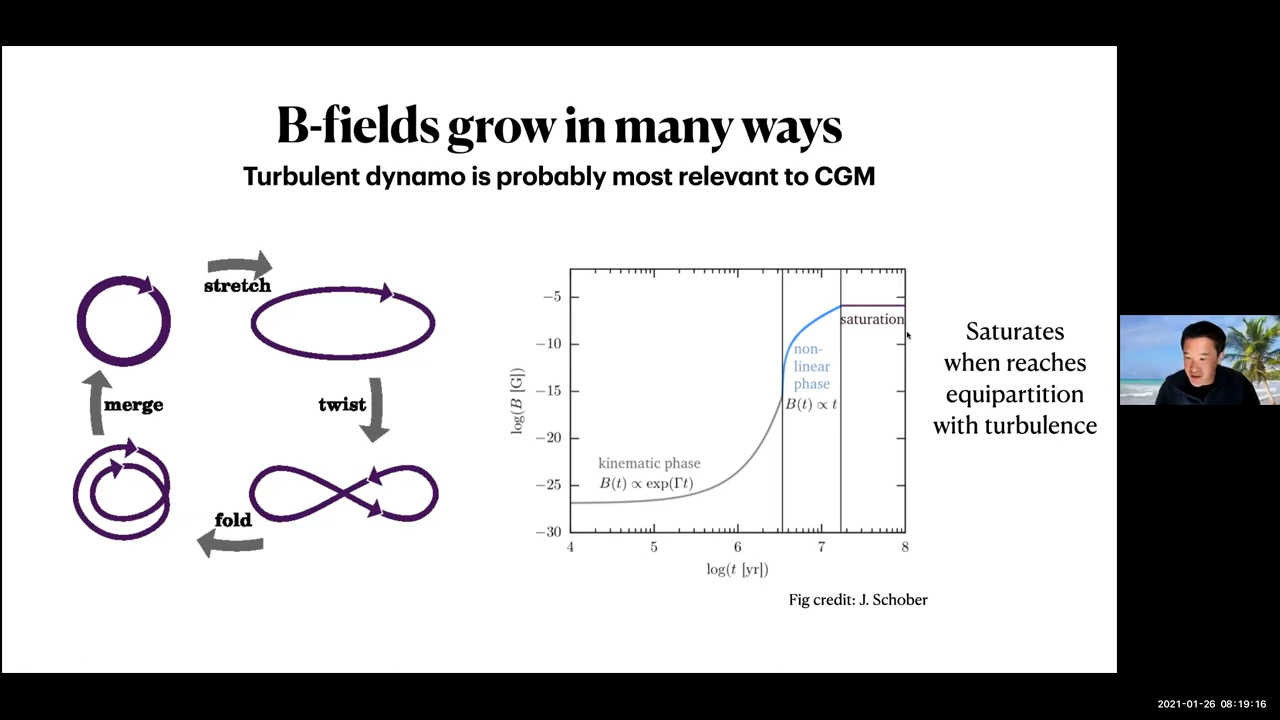 B-fields grow in many ways
Turbulent dynamo is probably most relevant to CGM
stretch
merge
twist
fold
−5
−10
−15
−20
−25
−30
log(B [G])
kinematic phase
B(t) ∝ exp(Γt)
non-
linear
phase
B(t) ∝ t
saturation
4
5
6
7
8
log(t [yr])
Fig credit: J. Schober
Saturates
when reaches
equipartition
with turbulence
2021-01-26 08:19:16